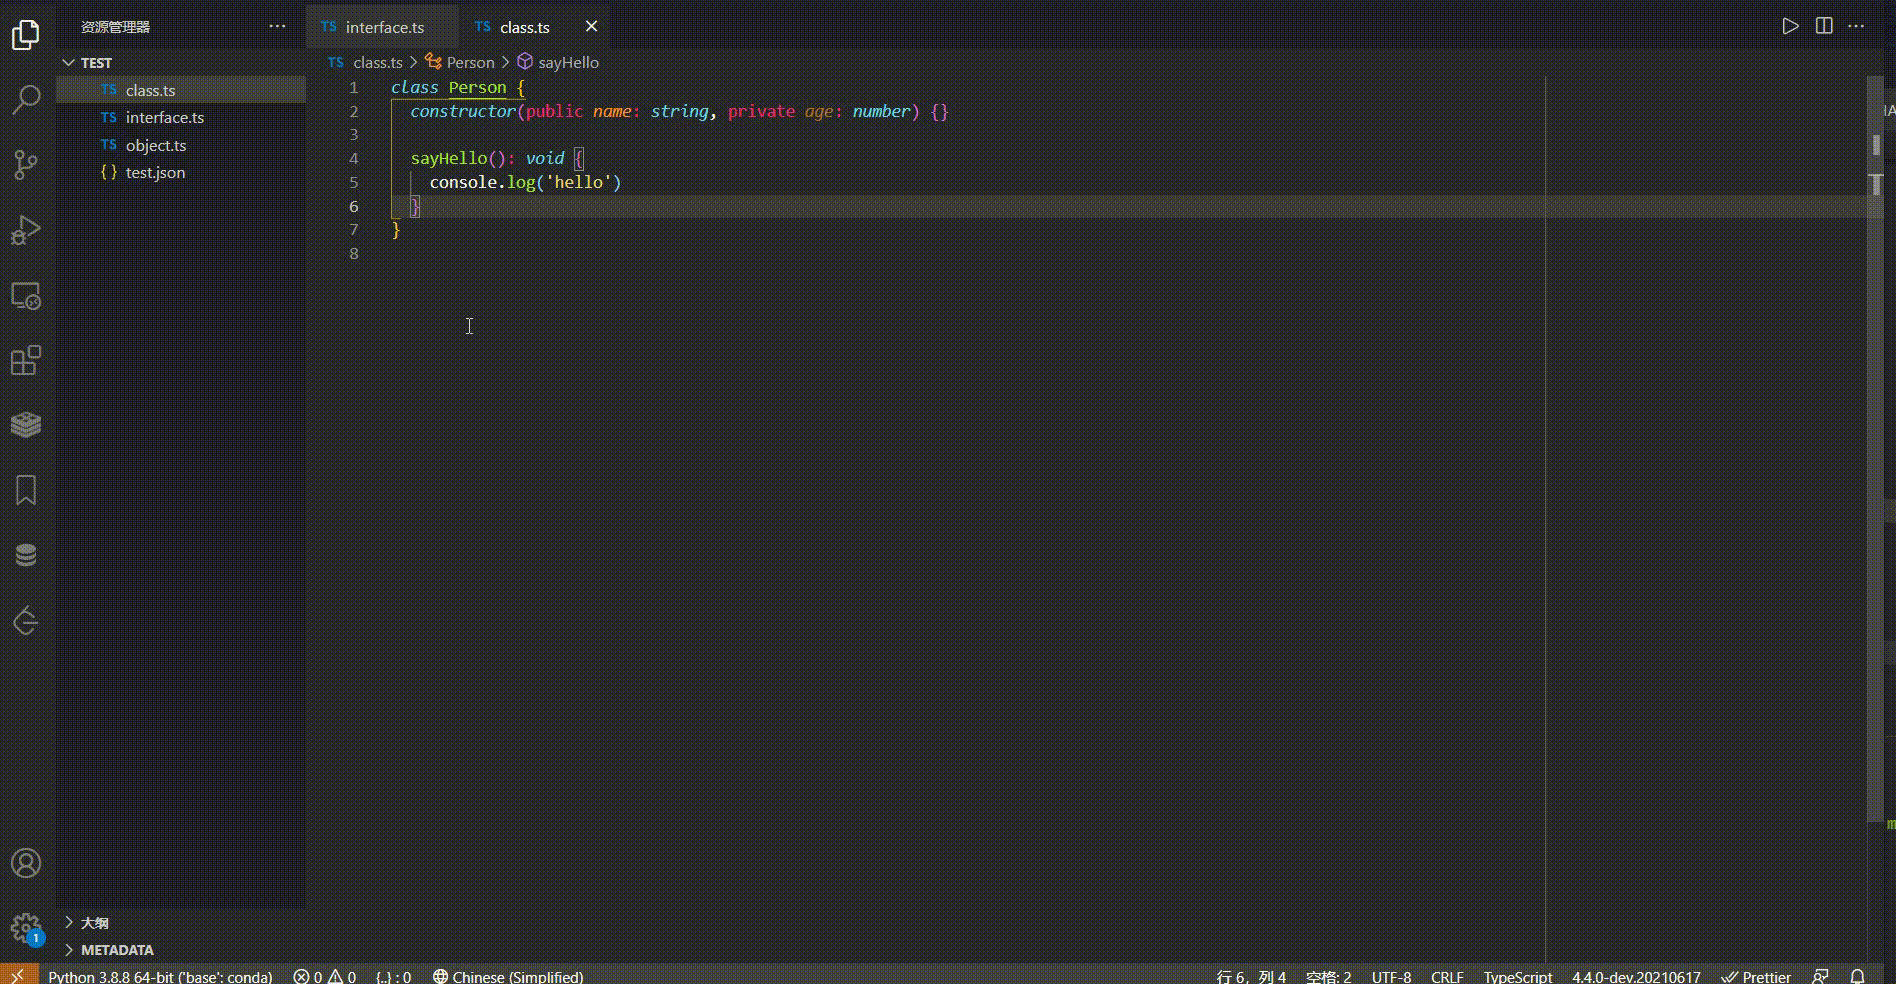 资源管理器 ···
TS interface.ts TS class.ts
TEST
TS class.ts
TS interface.ts
TS object.ts
{} test.json
TS class.ts > Person > sayHello
1 class Person {
2 constructor(public name: string, private age: number) {}
3
4 sayHello(): void {
5 console.log('hello')
6 }
7 }
8
大纲
METADATA
1
Python 3.8.8 64-bit ('base': conda) 0 0 {..} : 0 Chinese (Simplified) 行 6，列 4 空格: 2 UTF-8 CRLF TypeScript 4.4.0-dev.20210617 Prettier